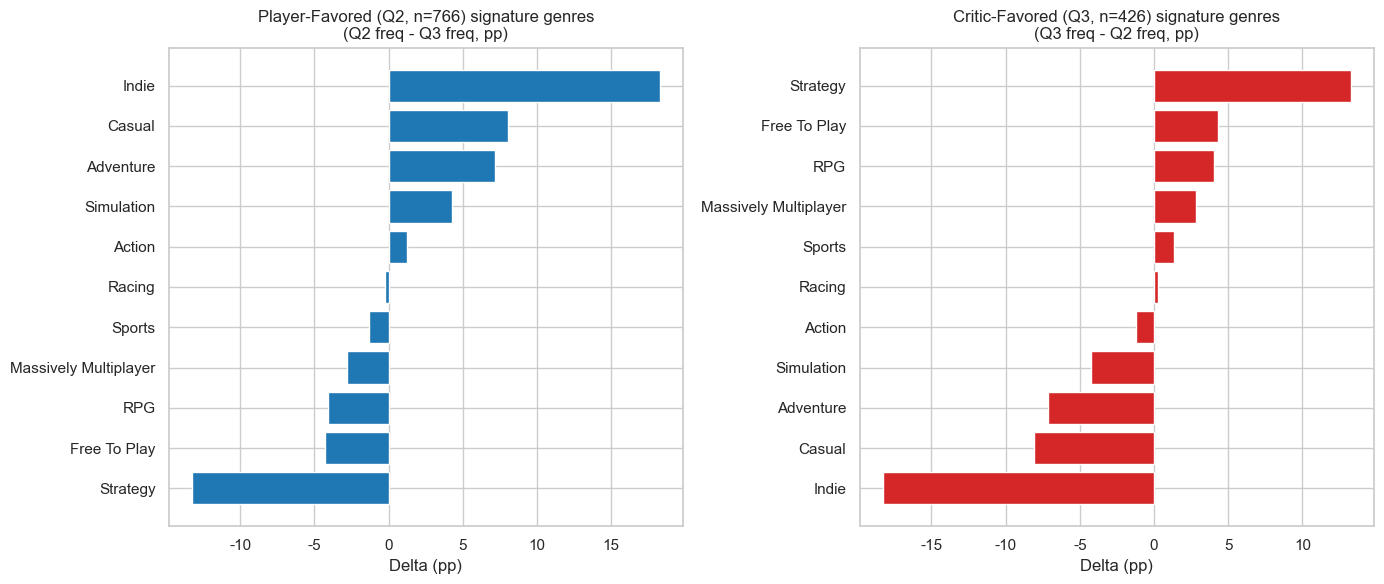 Player-Favored (Q2, n=766) signature genres
(Q2 freq - Q3 freq, pp)
Indie
Casual
Adventure
Simulation
Action
Racing
Sports
Massively Multiplayer
RPG
Free To Play
Strategy
-10 -5 0 5 10 15
Delta (pp)
Critic-Favored (Q3, n=426) signature genres
(Q3 freq - Q2 freq, pp)
Strategy
Free To Play
RPG
Massively Multiplayer
Sports
Racing
Action
Simulation
Adventure
Casual
Indie
-15 -10 -5 0 5 10
Delta (pp)